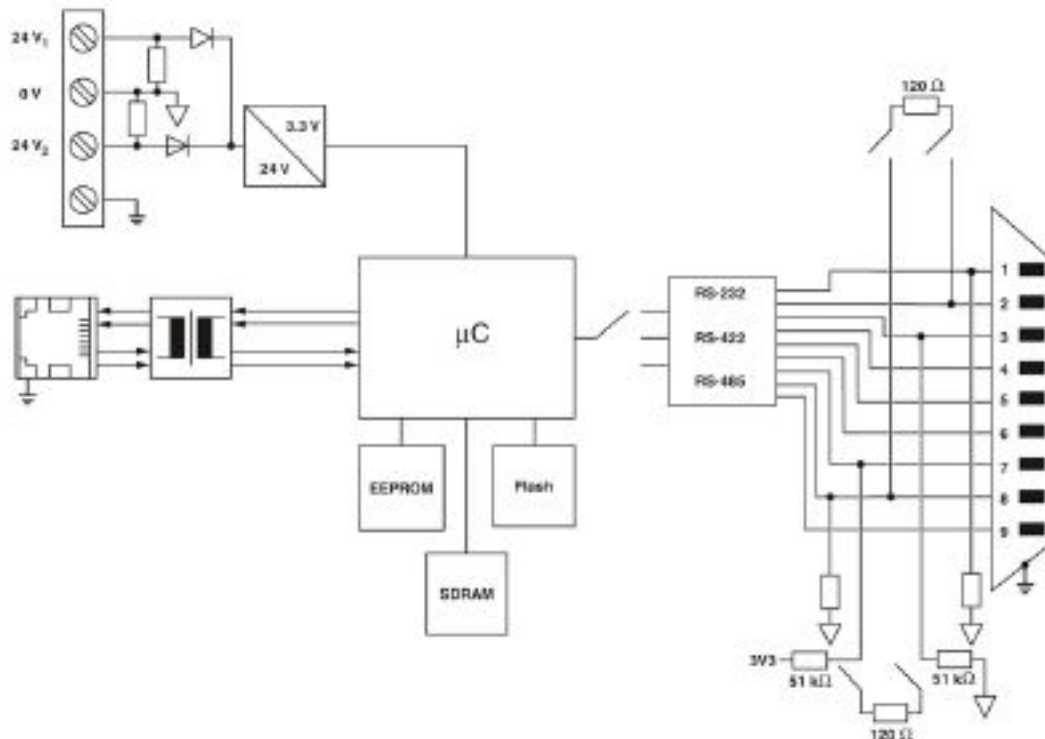 24 V1
0 V
24 V2
3.3 V
24 V
120 Ω
µC
RS-232
RS-422
RS-485
1
2
3
4
5
6
7
8
9
EEPROM
Flash
SDRAM
3V3
51 kΩ
51 kΩ
120 Ω